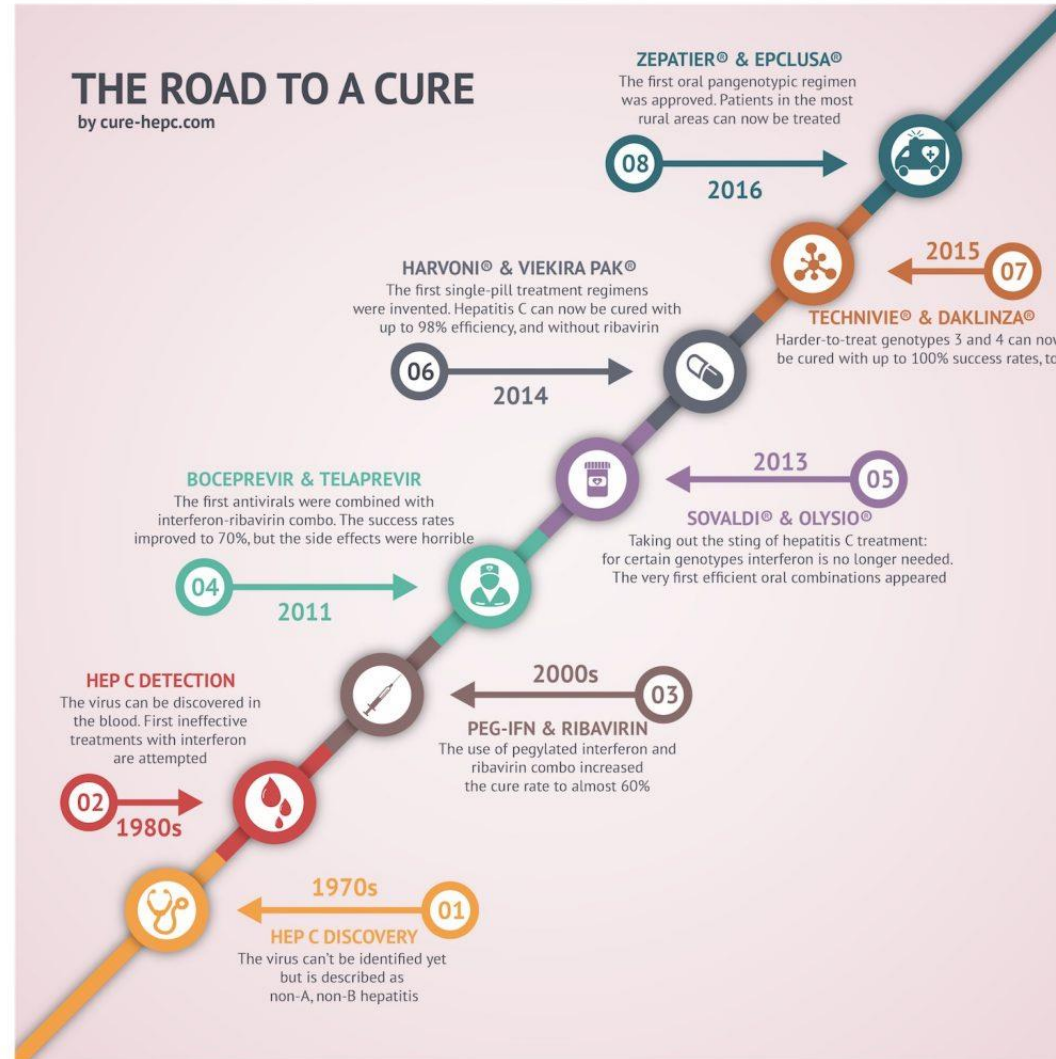 THE ROAD TO A CURE
by cure-hepc.com
ZEPATIER® & EPCLUSA®
The first oral pangenotypic regimen
was approved. Patients in the most
rural areas can now be treated
08
2016
2015
07
TECHNIVIE® & DAKLINZA®
Harder-to-treat genotypes 3 and 4 can now
be cured with up to 100% success rates,
HARVONI® & VIEKIRA PAK®
The first single-pill treatment regimens
were invented. Hepatitis C can now be cured with
up to 98% efficiency, and without ribavirin
06
2014
2013
05
SOVALDI® & OLYSIO®
Taking out the sting of hepatitis C treatment:
for certain genotypes interferon is no longer needed.
The very first efficient oral combinations appeared
BOCEPREVIR & TELAPREVIR
The first antivirals were combined with
interferon-ribavirin combo. The success rates
improved to 70%, but the side effects were horrible
04
2011
2000s
03
PEG-IFN & RIBAVIRIN
The use of pegylated interferon and
ribavirin combo increased
the cure rate to almost 60%
HEP C DETECTION
The virus can be discovered in
the blood. First ineffective
treatments with interferon
are attempted
02
1980s
1970s
01
HEP C DISCOVERY
The virus can't be identified yet
but is described as
non-A, non-B hepatitis